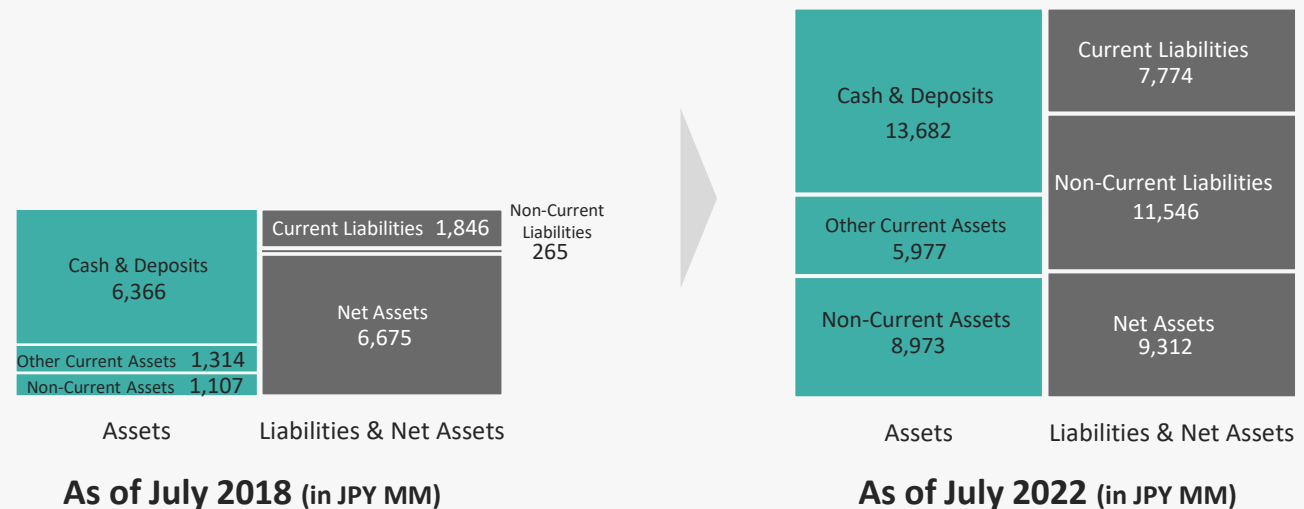 Cash & Deposits
6,366
Other Current Assets 1,314
Non-Current Assets 1,107
Current Liabilities 1,846
Non-Current
Liabilities
265
Net Assets
6,675
Assets
Liabilities & Net Assets
As of July 2018 (in JPY MM)
Cash & Deposits
13,682
Other Current Assets
5,977
Non-Current Assets
8,973
Current Liabilities
7,774
Non-Current Liabilities
11,546
Net Assets
9,312
Assets
Liabilities & Net Assets
As of July 2022 (in JPY MM)